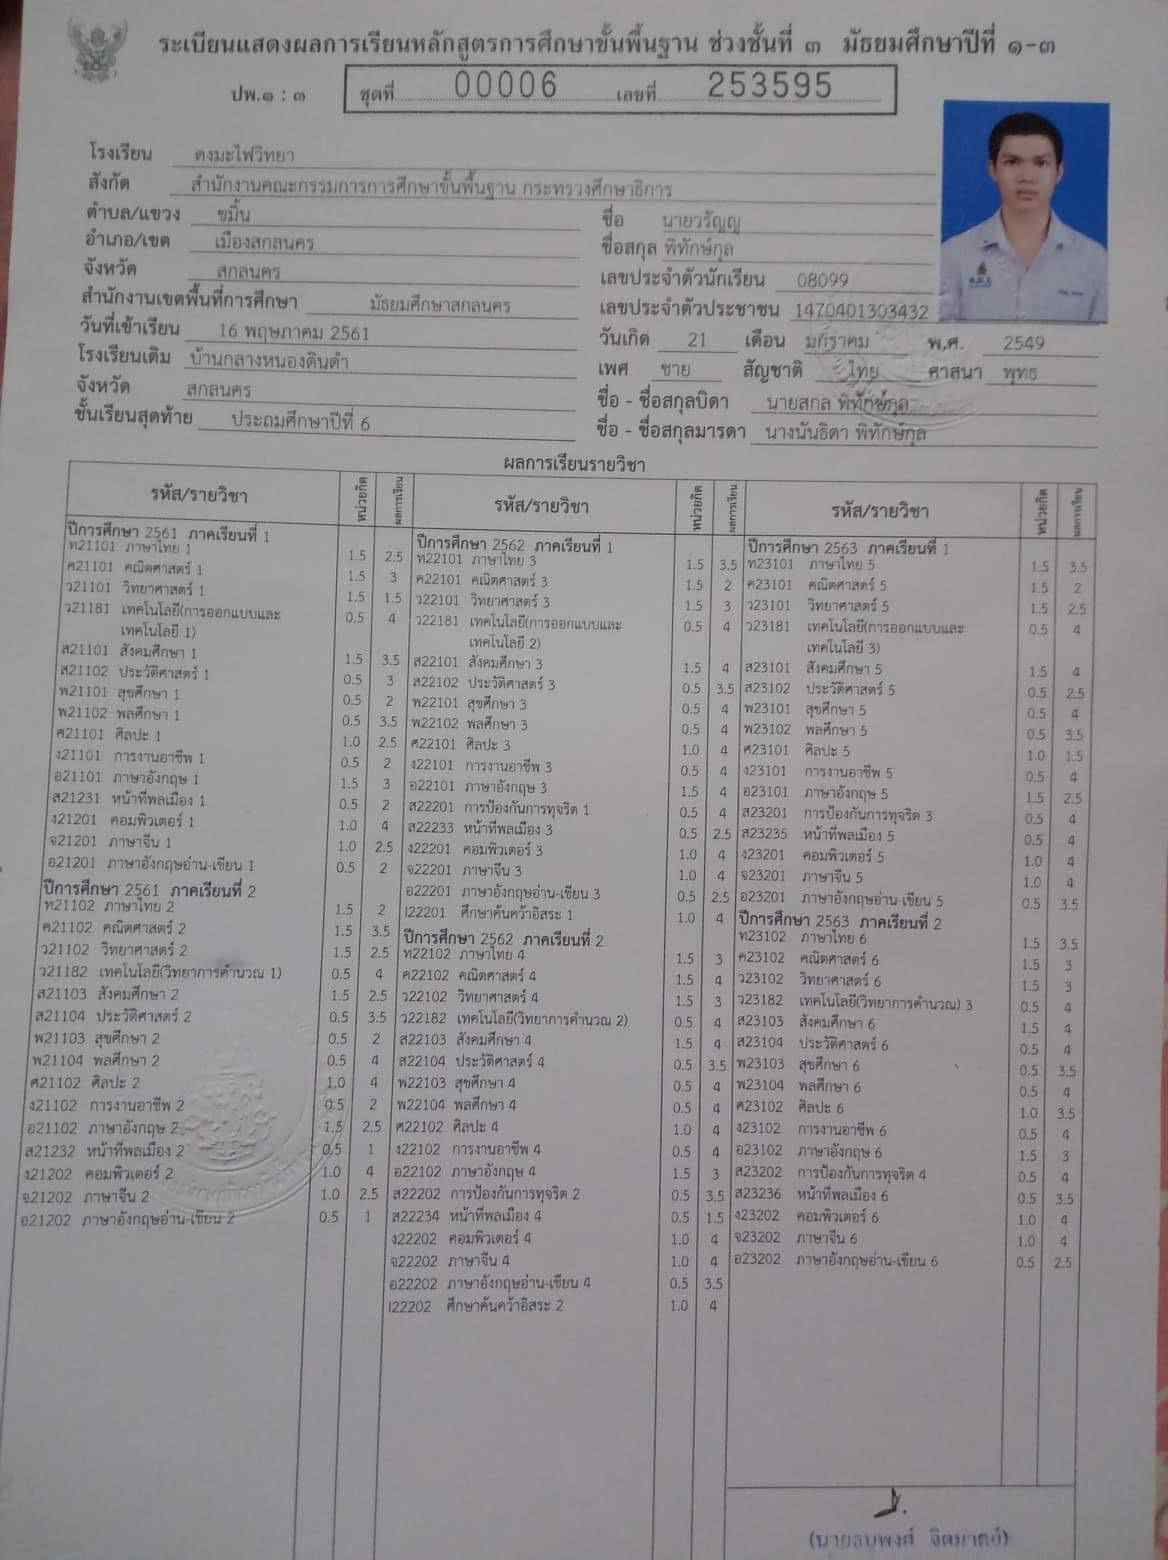 ระเบียนแสดงผลการเรียนหลักสูตรการศึกษาขั้นพื้นฐาน ช่วงชั้นที่ ๓ มัธยมศึกษาปีที่ ๑-๓
ปพ.๑ : ๓ ชุดที่ 00006 เลขที่ 253595
โรงเรียน ดงมะไฟวิทยา
สังกัด สำนักงานคณะกรรมการการศึกษาขั้นพื้นฐาน กระทรวงศึกษาธิการ
ตำบล/แขวง ขมิ้น
อำเภอ/เขต เมืองสกลนคร
จังหวัด สกลนคร
สำนักงานเขตพื้นที่การศึกษา มัธยมศึกษาสกลนคร
วันที่เข้าเรียน 16 พฤษภาคม 2561
โรงเรียนเดิม บ้านกลางหนองดินดำ
จังหวัด สกลนคร
ชั้นเรียนสุดท้าย ประถมศึกษาปีที่ 6
ชื่อ นายวรัญญู
ชื่อสกุล พิทักษ์กุล
เลขประจำตัวนักเรียน 08099
เลขประจำตัวประชาชน 1470401303432
วันเกิด 21 เดือน มกราคม พ.ศ. 2549
เพศ ชาย สัญชาติ ไทย ศาสนา พุทธ
ชื่อ - ชื่อสกุลบิดา นายสกล พิทักษ์กุล
ชื่อ - ชื่อสกุลมารดา นางนันธิดา พิทักษ์กุล
ผลการเรียนรายวิชา
รหัส/รายวิชา หน่วยกิต ผลการเรียน
ปีการศึกษา 2561 ภาคเรียนที่ 1
ท21101 ภาษาไทย 1 1.5 2.5
ค21101 คณิตศาสตร์ 1 1.5 3
ว21101 วิทยาศาสตร์ 1 1.5 1.5
ว21181 เทคโนโลยี(การออกแบบและ 0.5 4
เทคโนโลยี 1)
ส21101 สังคมศึกษา 1 1.5 3.5
ส21102 ประวัติศาสตร์ 1 0.5 3
พ21101 สุขศึกษา 1 0.5 2
พ21102 พลศึกษา 1 0.5 3.5
ศ21101 ศิลปะ 1 1.0 2.5
ง21101 การงานอาชีพ 1 0.5 2
อ21101 ภาษาอังกฤษ 1 1.5 3
ส21231 หน้าที่พลเมือง 1 0.5 2
ง21201 คอมพิวเตอร์ 1 1.0 4
จ21201 ภาษาจีน 1 1.0 2.5
อ21201 ภาษาอังกฤษอ่าน-เขียน 1 0.5 2
ปีการศึกษา 2561 ภาคเรียนที่ 2
ท21102 ภาษาไทย 2 1.5 2
ค21102 คณิตศาสตร์ 2 1.5 3.5
ว21102 วิทยาศาสตร์ 2 1.5 2.5
ว21182 เทคโนโลยี(วิทยาการคำนวณ 1) 0.5 4
ส21103 สังคมศึกษา 2 1.5 2.5
ส21104 ประวัติศาสตร์ 2 0.5 3.5
พ21103 สุขศึกษา 2 0.5 2
พ21104 พลศึกษา 2 0.5 4
ศ21102 ศิลปะ 2 1.0 4
ง21102 การงานอาชีพ 2 0.5 2
อ21102 ภาษาอังกฤษ 2 1.5 2.5
ส21232 หน้าที่พลเมือง 2 0.5 1
ง21202 คอมพิวเตอร์ 2 1.0 4
จ21202 ภาษาจีน 2 1.0 2.5
อ21202 ภาษาอังกฤษอ่าน-เขียน 2 0.5 1
รหัส/รายวิชา หน่วยกิต ผลการเรียน
ปีการศึกษา 2562 ภาคเรียนที่ 1
ท22101 ภาษาไทย 3 1.5 3.5
ค22101 คณิตศาสตร์ 3 1.5 2
ว22101 วิทยาศาสตร์ 3 1.5 3
ว22181 เทคโนโลยี(การออกแบบและ 0.5 4
เทคโนโลยี 2)
ส22101 สังคมศึกษา 3 1.5 4
ส22102 ประวัติศาสตร์ 3 0.5 3.5
พ22101 สุขศึกษา 3 0.5 4
พ22102 พลศึกษา 3 0.5 4
ศ22101 ศิลปะ 3 1.0 4
ง22101 การงานอาชีพ 3 0.5 4
อ22101 ภาษาอังกฤษ 3 1.5 4
ส22201 การป้องกันการทุจริต 1 0.5 4
ส22233 หน้าที่พลเมือง 3 0.5 2.5
ง22201 คอมพิวเตอร์ 3 1.0 4
จ22201 ภาษาจีน 3 1.0 4
อ22201 ภาษาอังกฤษอ่าน-เขียน 3 0.5 2.5
I22201 ศึกษาค้นคว้าอิสระ 1 1.0 4
ปีการศึกษา 2562 ภาคเรียนที่ 2
ท22102 ภาษาไทย 4 1.5 3
ค22102 คณิตศาสตร์ 4 1.5 4
ว22102 วิทยาศาสตร์ 4 1.5 3
ว22182 เทคโนโลยี(วิทยาการคำนวณ 2) 0.5 4
ส22103 สังคมศึกษา 4 1.5 4
ส22104 ประวัติศาสตร์ 4 0.5 3.5
พ22103 สุขศึกษา 4 0.5 4
พ22104 พลศึกษา 4 0.5 4
ศ22102 ศิลปะ 4 1.0 4
ง22102 การงานอาชีพ 4 0.5 4
อ22102 ภาษาอังกฤษ 4 1.5 3
ส22202 การป้องกันการทุจริต 2 0.5 3.5
ส22234 หน้าที่พลเมือง 4 0.5 1.5
ง22202 คอมพิวเตอร์ 4 1.0 4
จ22202 ภาษาจีน 4 1.0 4
อ22202 ภาษาอังกฤษอ่าน-เขียน 4 0.5 3.5
I22202 ศึกษาค้นคว้าอิสระ 2 1.0 4
รหัส/รายวิชา หน่วยกิต ผลการเรียน
ปีการศึกษา 2563 ภาคเรียนที่ 1
ท23101 ภาษาไทย 5 1.5 3.5
ค23101 คณิตศาสตร์ 5 1.5 2
ว23101 วิทยาศาสตร์ 5 1.5 2.5
ว23181 เทคโนโลยี(การออกแบบและ 0.5 4
เทคโนโลยี 3)
ส23101 สังคมศึกษา 5 1.5 4
ส23102 ประวัติศาสตร์ 5 0.5 2.5
พ23101 สุขศึกษา 5 0.5 4
พ23102 พลศึกษา 5 0.5 3.5
ศ23101 ศิลปะ 5 1.0 1.5
ง23101 การงานอาชีพ 5 0.5 4
อ23101 ภาษาอังกฤษ 5 1.5 2.5
ส23201 การป้องกันการทุจริต 3 0.5 4
ส23235 หน้าที่พลเมือง 5 0.5 4
ง23201 คอมพิวเตอร์ 5 1.0 4
จ23201 ภาษาจีน 5 1.0 4
อ23201 ภาษาอังกฤษอ่าน-เขียน 5 0.5 3.5
ปีการศึกษา 2563 ภาคเรียนที่ 2
ท23102 ภาษาไทย 6 1.5 3.5
ค23102 คณิตศาสตร์ 6 1.5 3
ว23102 วิทยาศาสตร์ 6 1.5 3
ว23182 เทคโนโลยี(วิทยาการคำนวณ) 3 0.5 4
ส23103 สังคมศึกษา 6 1.5 4
ส23104 ประวัติศาสตร์ 6 0.5 4
พ23103 สุขศึกษา 6 0.5 3.5
พ23104 พลศึกษา 6 0.5 4
ศ23102 ศิลปะ 6 1.0 3.5
ง23102 การงานอาชีพ 6 0.5 4
อ23102 ภาษาอังกฤษ 6 1.5 3
ส23202 การป้องกันการทุจริต 4 0.5 4
ส23236 หน้าที่พลเมือง 6 0.5 3.5
ง23202 คอมพิวเตอร์ 6 1.0 4
จ23202 ภาษาจีน 6 1.0 4
อ23202 ภาษาอังกฤษอ่าน-เขียน 6 0.5 2.5